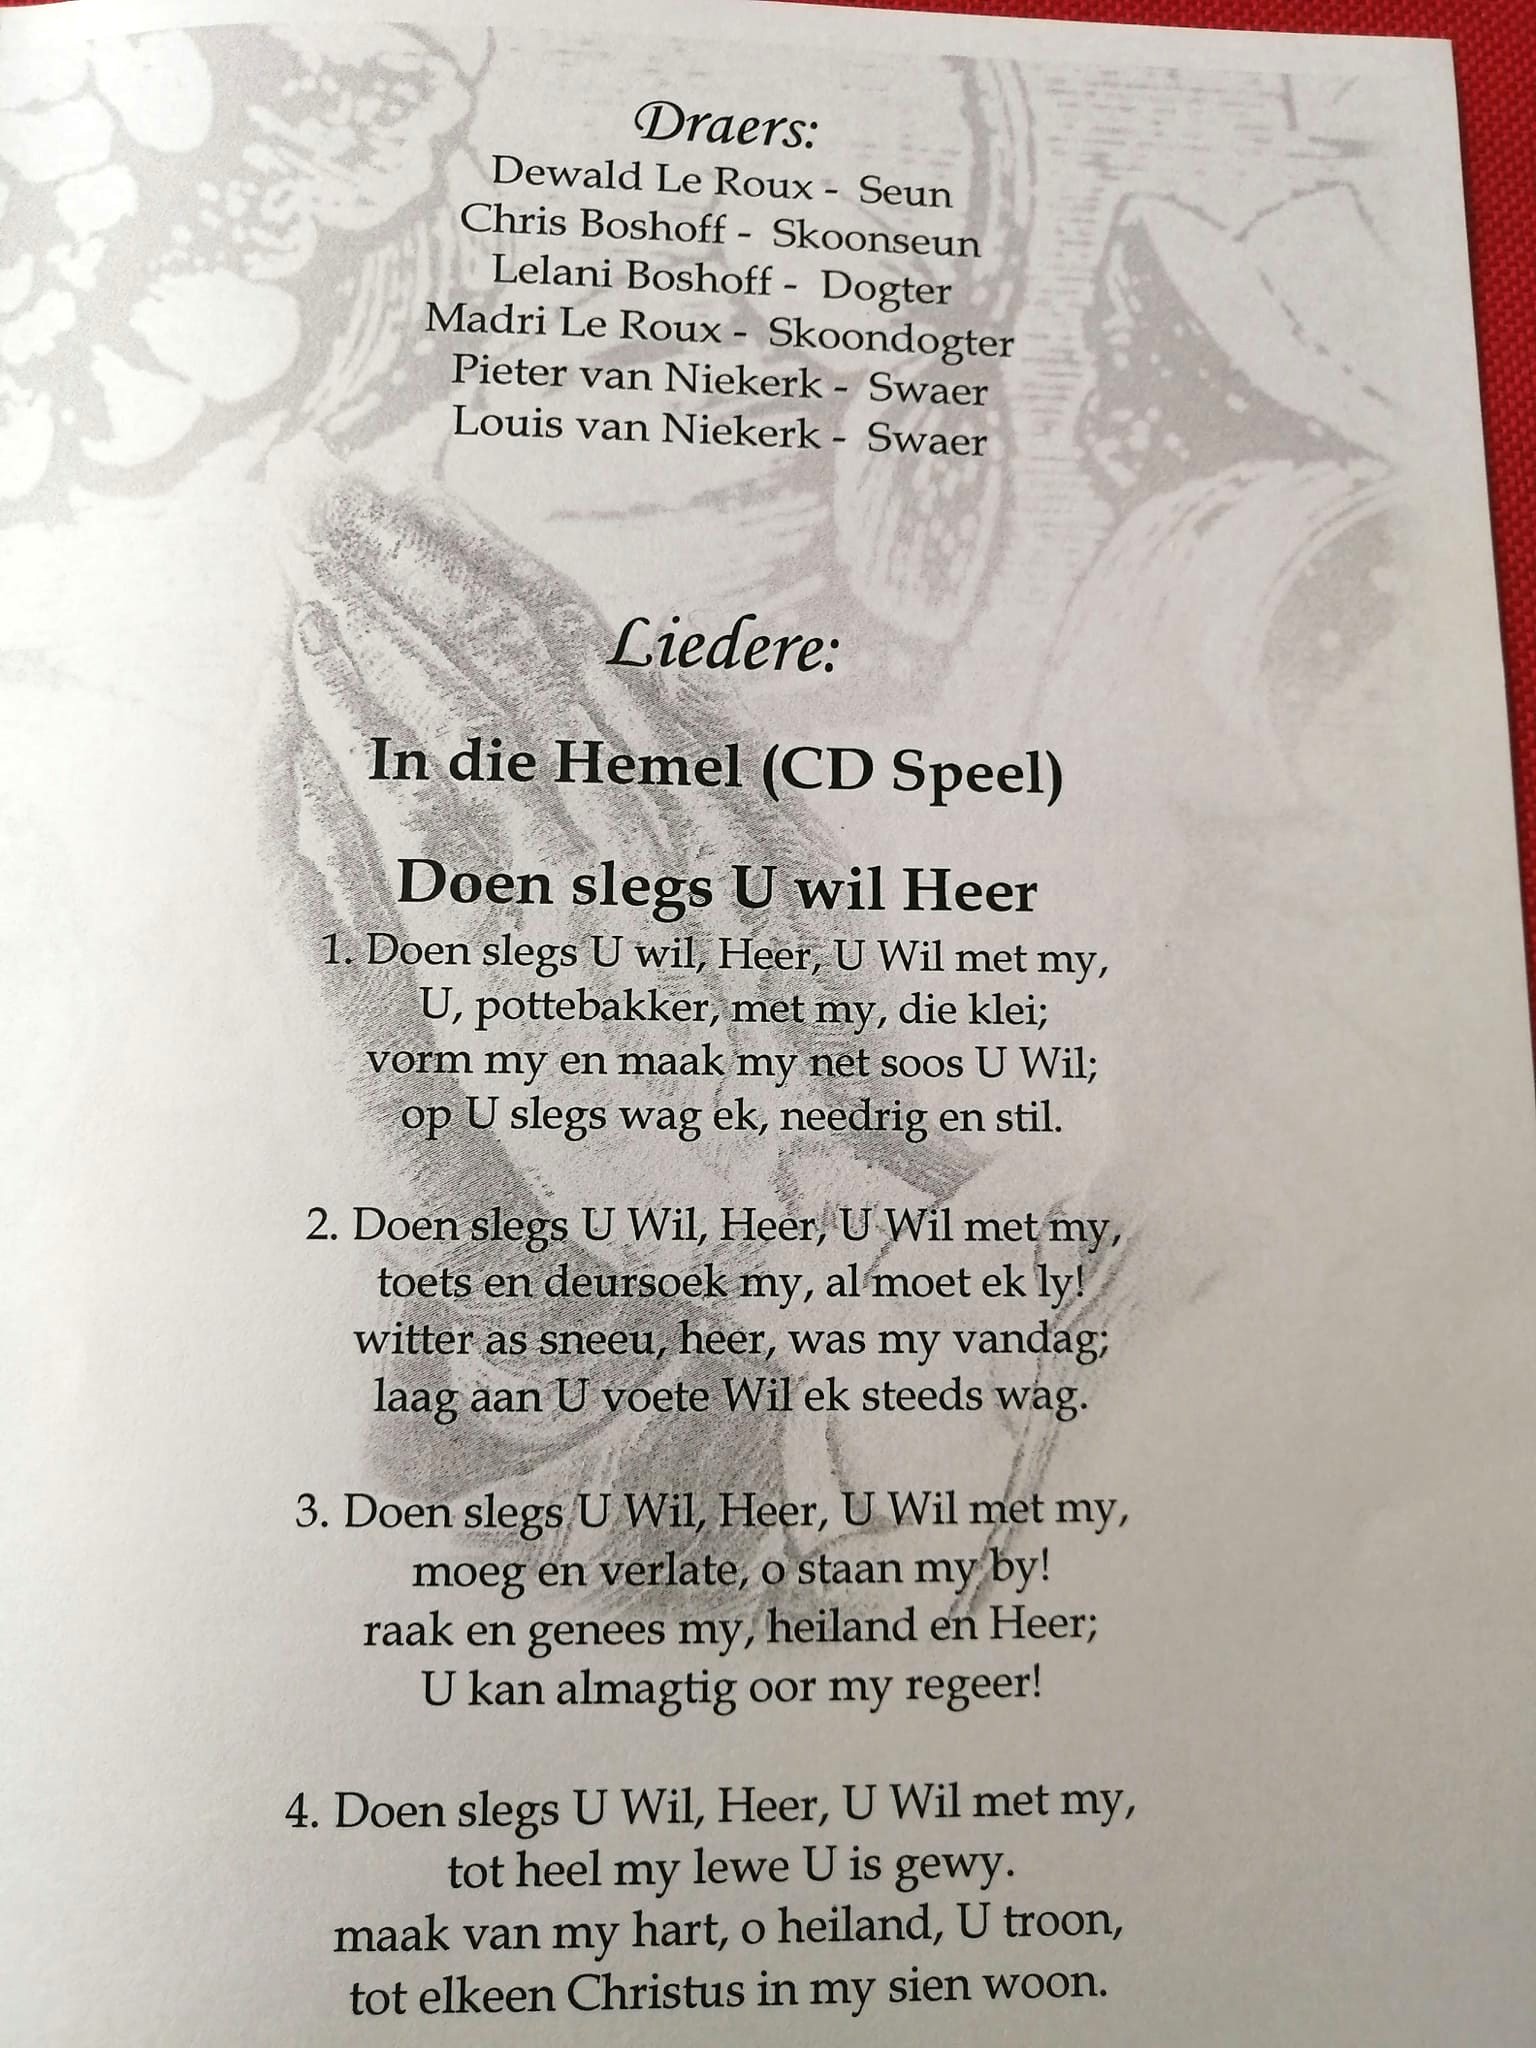 Draers:
Dewald Le Roux - Seun
Chris Boshoff - Skoonseun
Lelani Boshoff - Dogter
Madri Le Roux - Skoondogter
Pieter van Niekerk - Swaer
Louis van Niekerk - Swaer
Liedere:
In die Hemel (CD Speel)
Doen slegs U wil Heer
1. Doen slegs U wil, Heer, U Wil met my,
U, pottebakker, met my, die klei;
vorm my en maak my net soos U Wil;
op U slegs wag ek, needrig en stil.
2. Doen slegs U Wil, Heer, U Wil met my,
toets en deursoek my, al moet ek ly!
witter as sneeu, heer, was my vandag;
laag aan U voete Wil ek steeds wag.
3. Doen slegs U Wil, Heer, U Wil met my,
moeg en verlate, o staan my by!
raak en genees my, heiland en Heer;
U kan almagtig oor my regeer!
4. Doen slegs U Wil, Heer, U Wil met my,
tot heel my lewe U is gewy.
maak van my hart, o heiland, U troon,
tot elkeen Christus in my sien woon.